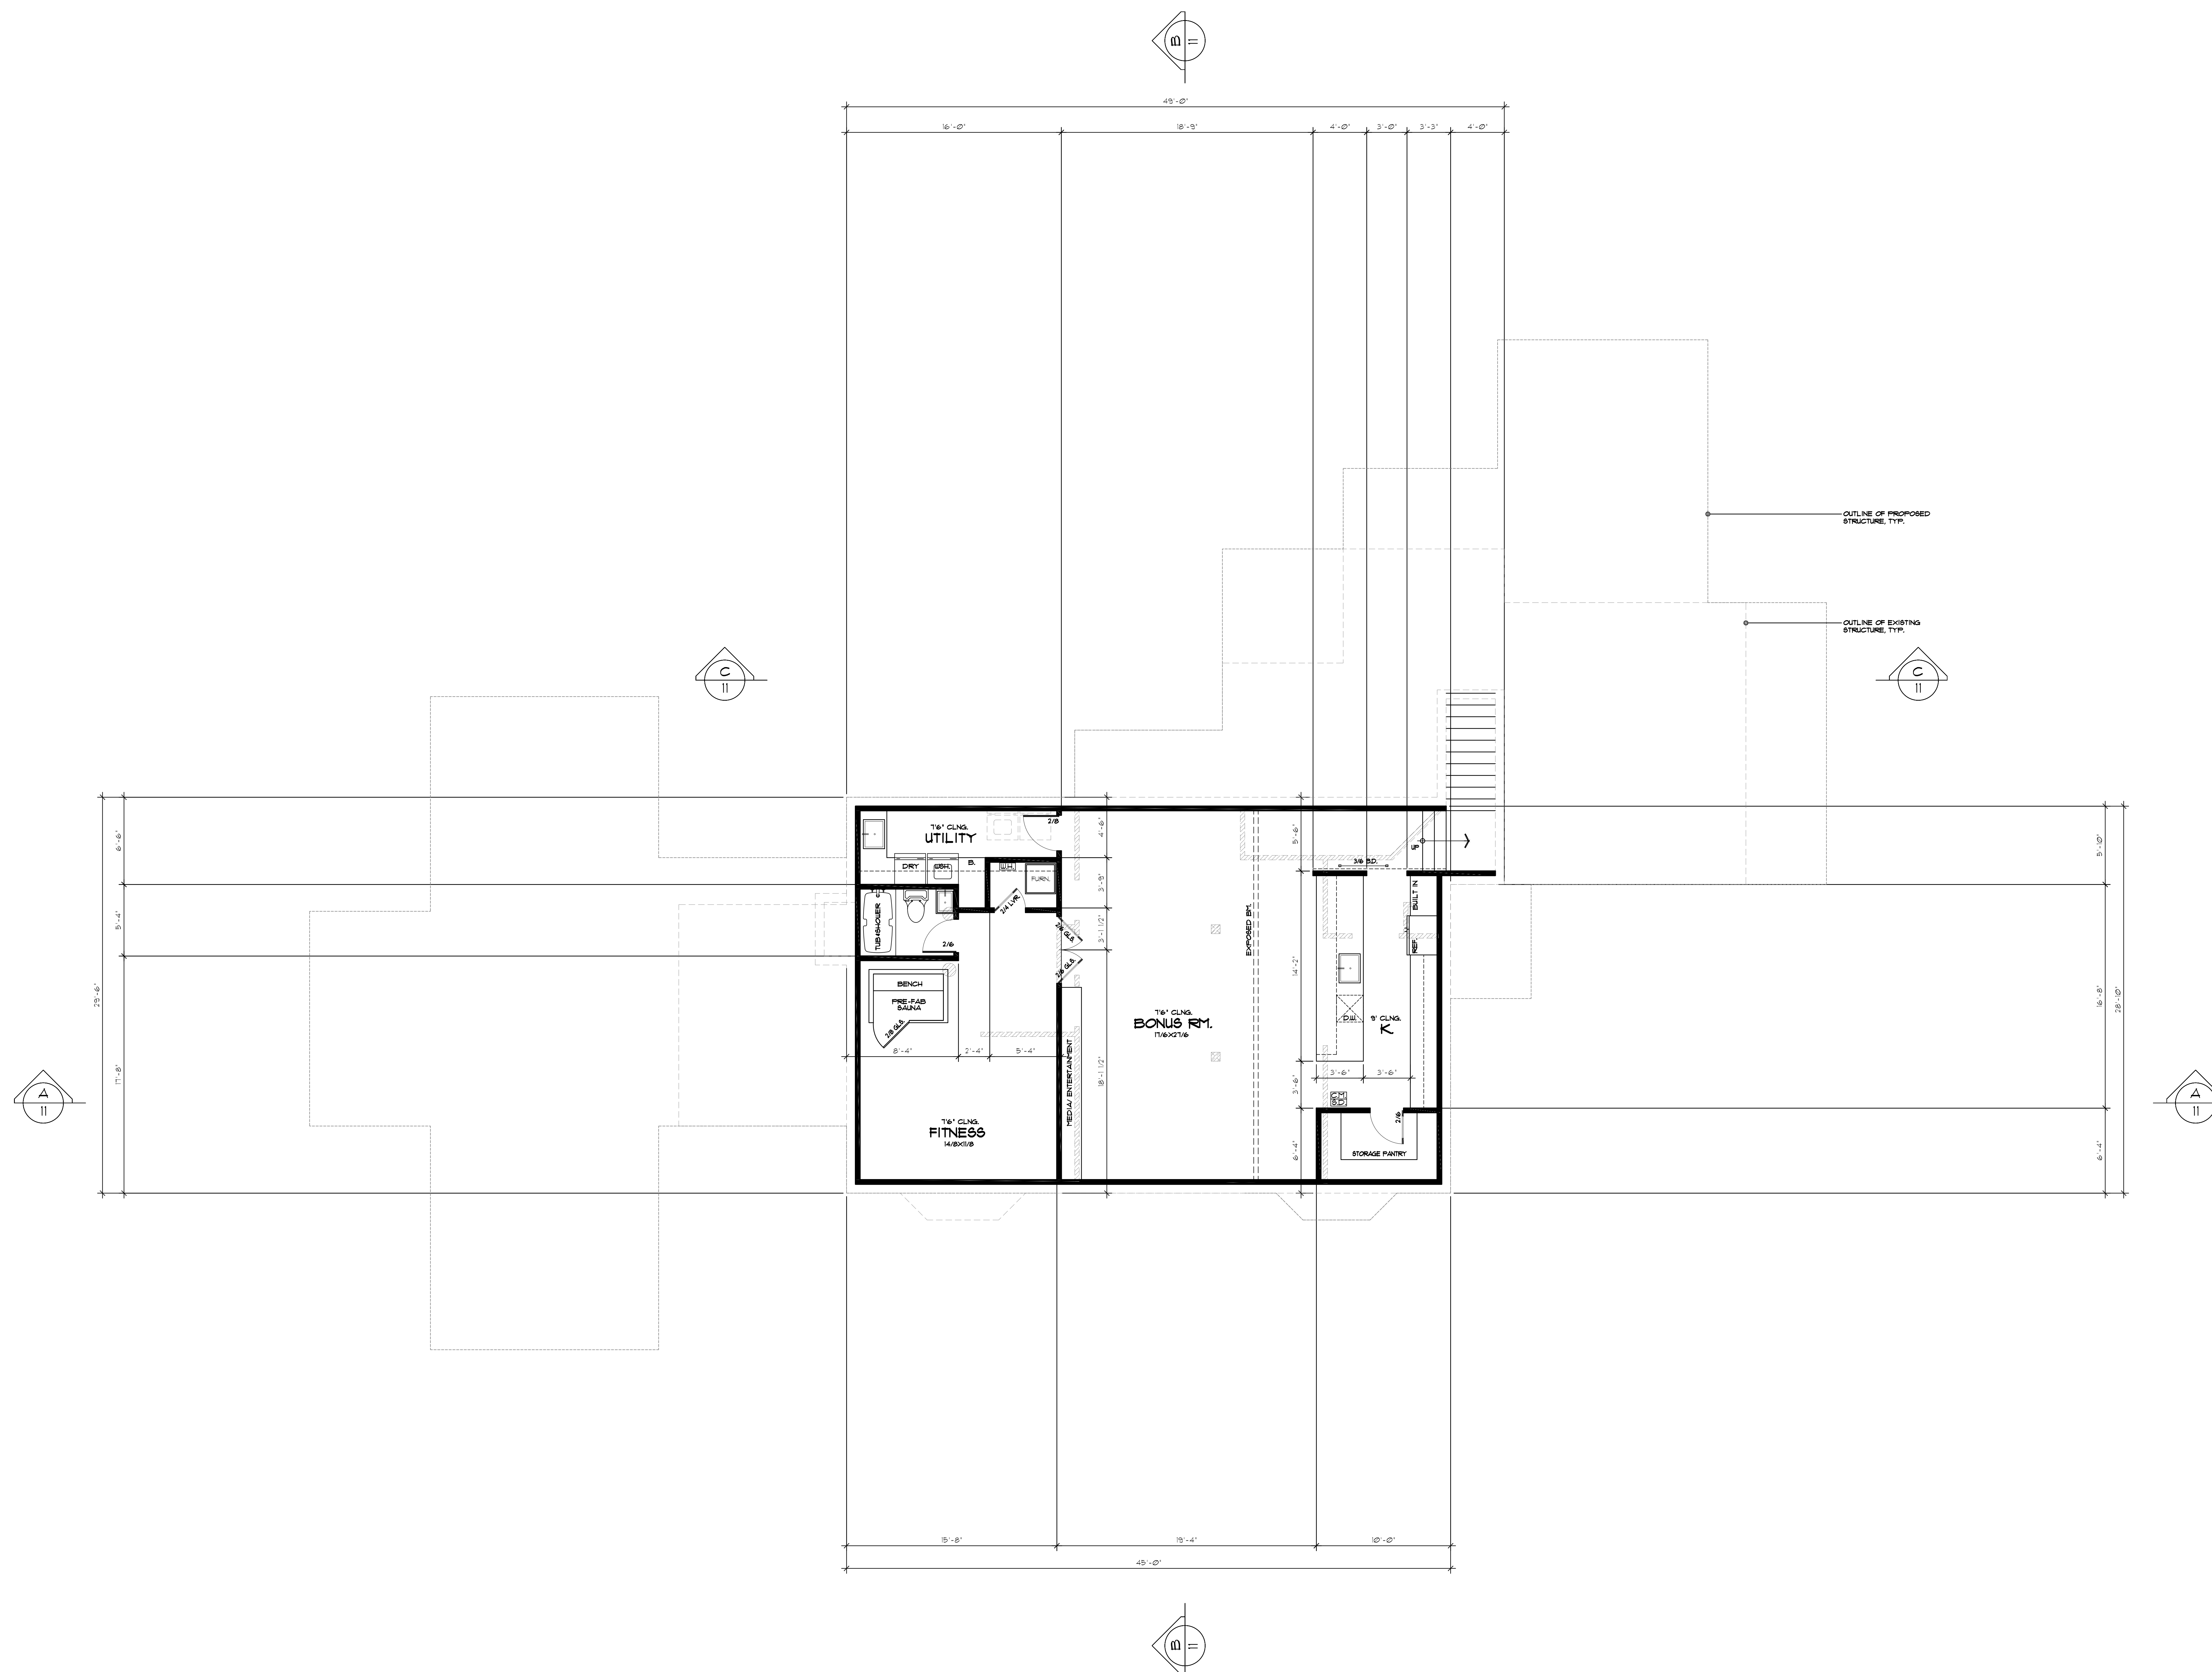 B
11
49'-0"
16'-0"
18'-9"
4'-0"
3'-0"
3'-3"
4'-0"
OUTLINE OF PROPOSED
STRUCTURE, TYP.
OUTLINE OF EXISTING
STRUCTURE, TYP.
C
11
C
11
29'-6"
6'-6"
5'-4"
17'-8"
7'6" CLNG.
UTILITY
2/8
DRY
WSH.
B.
W.H.
FURN.
2/4 LVR.
TUB&SHOWER
2/6
BENCH
PRE-FAB
SAUNA
2/8 GLS.
8'-4"
2'-4"
5'-4"
7'6" CLNG.
FITNESS
14/8X11/8
4'-6"
3'-9"
3'-1 1/2"
18'-1 1/2"
2/6 GLS.
2/6 GLS.
MEDIA/ ENTERTAINMENT
7'6" CLNG.
BONUS RM.
17/6X27/6
EXPOSED BM.
5'-6"
14'-2"
3'-6"
6'-4"
3/6 B.D.
UP
BUILT IN
REF.
D.W.
9' CLNG.
K
3'-6"
3'-6"
2/6
STORAGE PANTRY
5'-10"
16'-8"
6'-4"
28'-10"
A
11
A
11
15'-8"
19'-4"
10'-0"
45'-0"
B
11